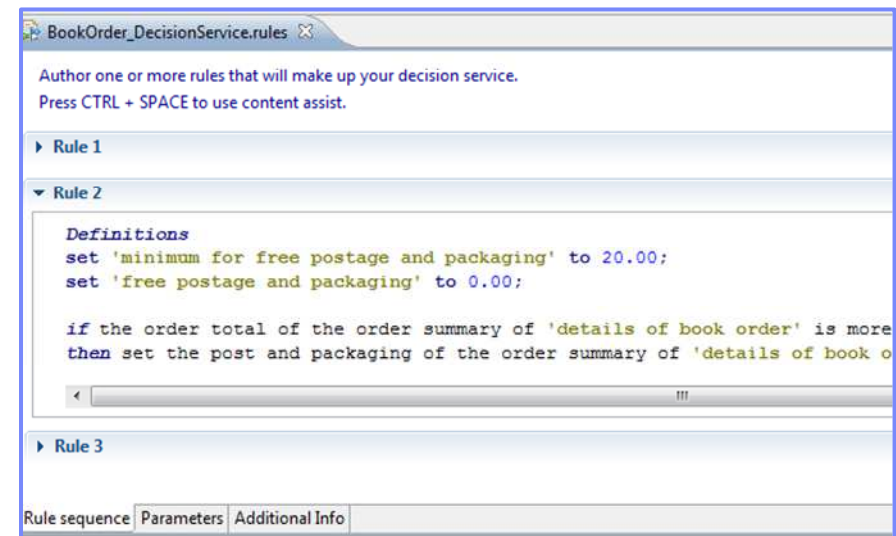 BookOrder_DecisionService.rules
Author one or more rules that will make up your decision service.
Press CTRL + SPACE to use content assist.
Rule 1
Rule 2
Definitions
set 'minimum for free postage and packaging' to 20.00;
set 'free postage and packaging' to 0.00;
if the order total of the order summary of 'details of book order' is more
then set the post and packaging of the order summary of 'details of book o
Rule 3
Rule sequence Parameters Additional Info